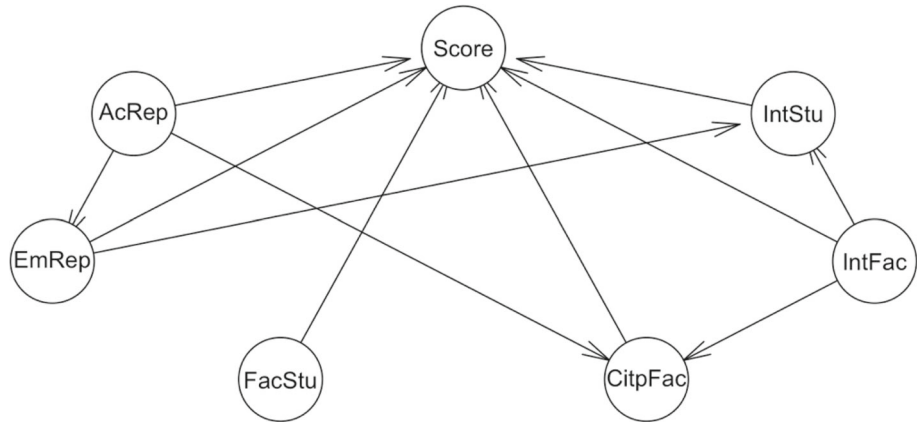 Score
AcRep
IntStu
EmRep
IntFac
FacStu
CitpFac